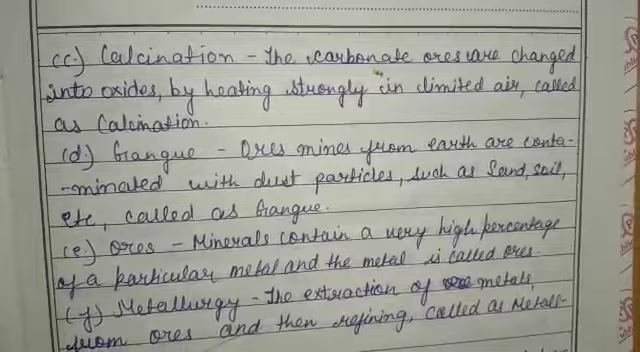 (c.) Calcination - The carbonate ores are changed
into oxides, by heating strongly in limited air, called
as Calcination.
(d.) Gangue - Ores mines from earth are conta-
-minated with dust particles, such as Sand, soil,
etc, called as Gangue.
(e.) Ores - Minerals contain a very high percentage
of a particular metal and the metal is called ores.
(f) Metallurgy - The extraction of metals,
from ores and then refining, called as Metall-